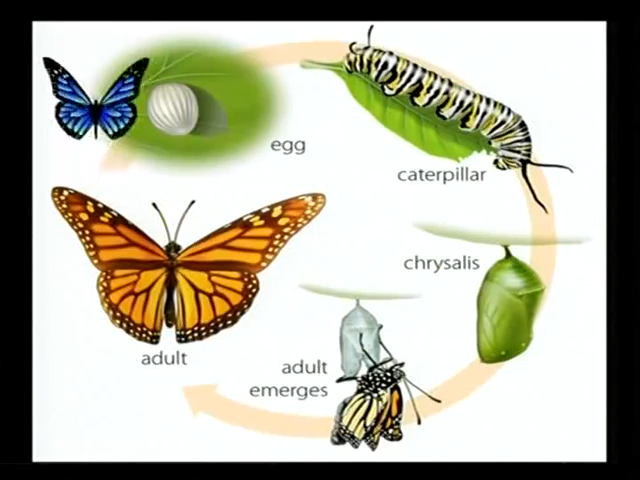 egg
caterpillar
chrysalis
adult
adult
emerges